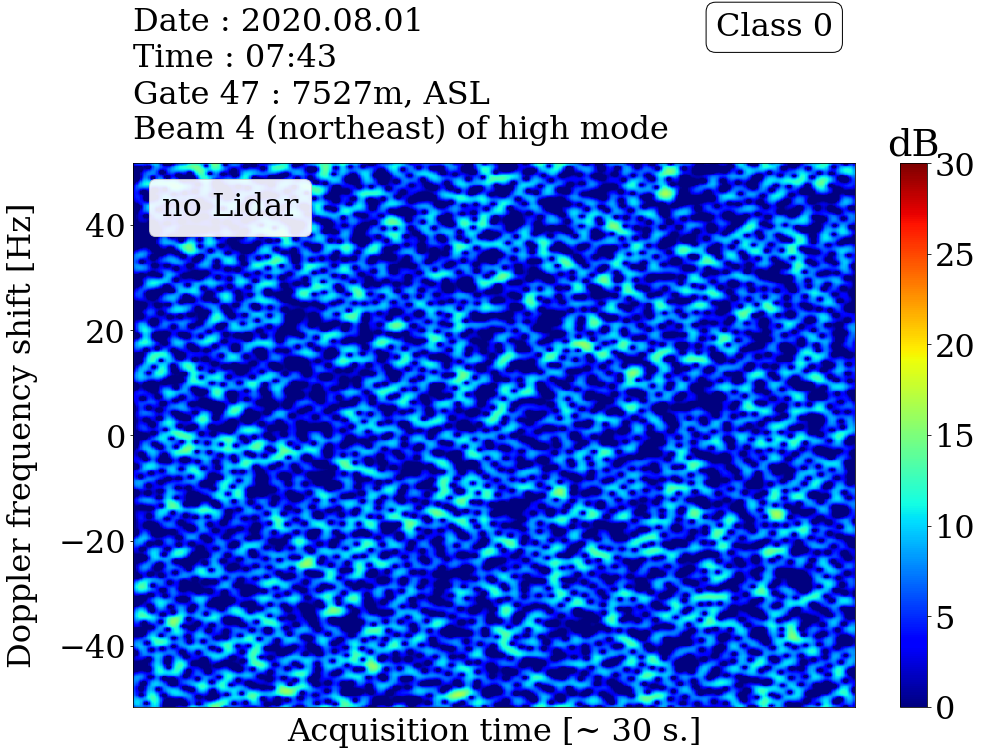 Date : 2020.08.01
Time : 07:43
Gate 47 : 7527m, ASL
Beam 4 (northeast) of high mode
Class 0
dB
no Lidar
Doppler frequency shift [Hz]
40
20
0
−20
−40
Acquisition time [~ 30 s.]
30
25
20
15
10
5
0